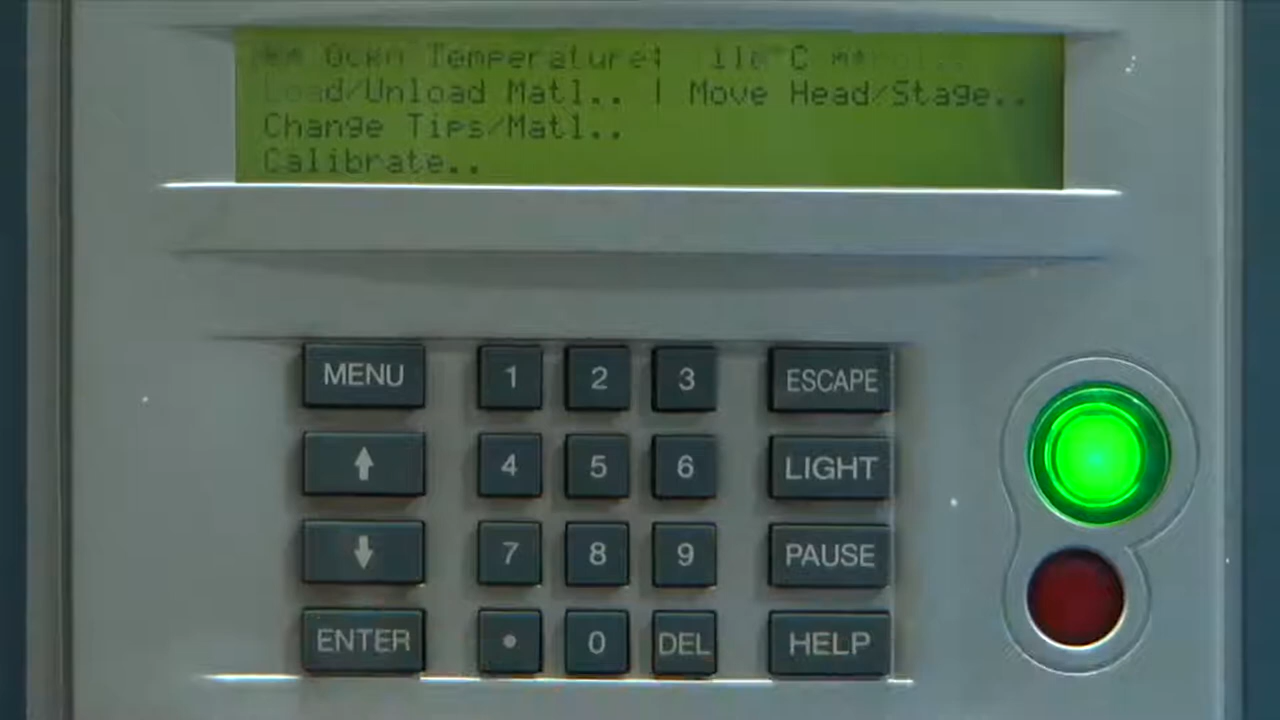 Oven Temperature: °C
Load/Unload Matl.. | Move Head/Stage..
Change Tips/Matl..
Calibrate..
MENU 1 2 3 ESCAPE
↑ 4 5 6 LIGHT
↓ 7 8 9 PAUSE
ENTER • 0 DEL HELP